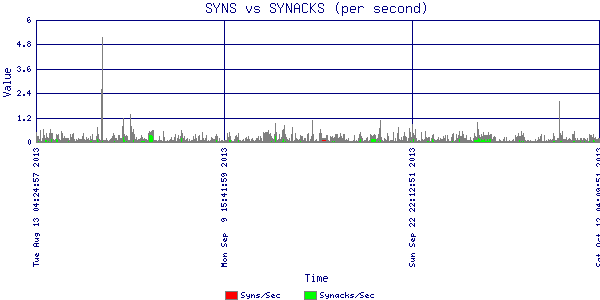 SYNS vs SYNACKS (per second)
6
4.8
3.6
2.4
1.2
0
Value
Tue Aug 13 04:24:57 2013
Mon Sep 9 15:41:59 2013
Sun Sep 22 22:12:51 2013
Time
Syns/Sec
Synacks/Sec